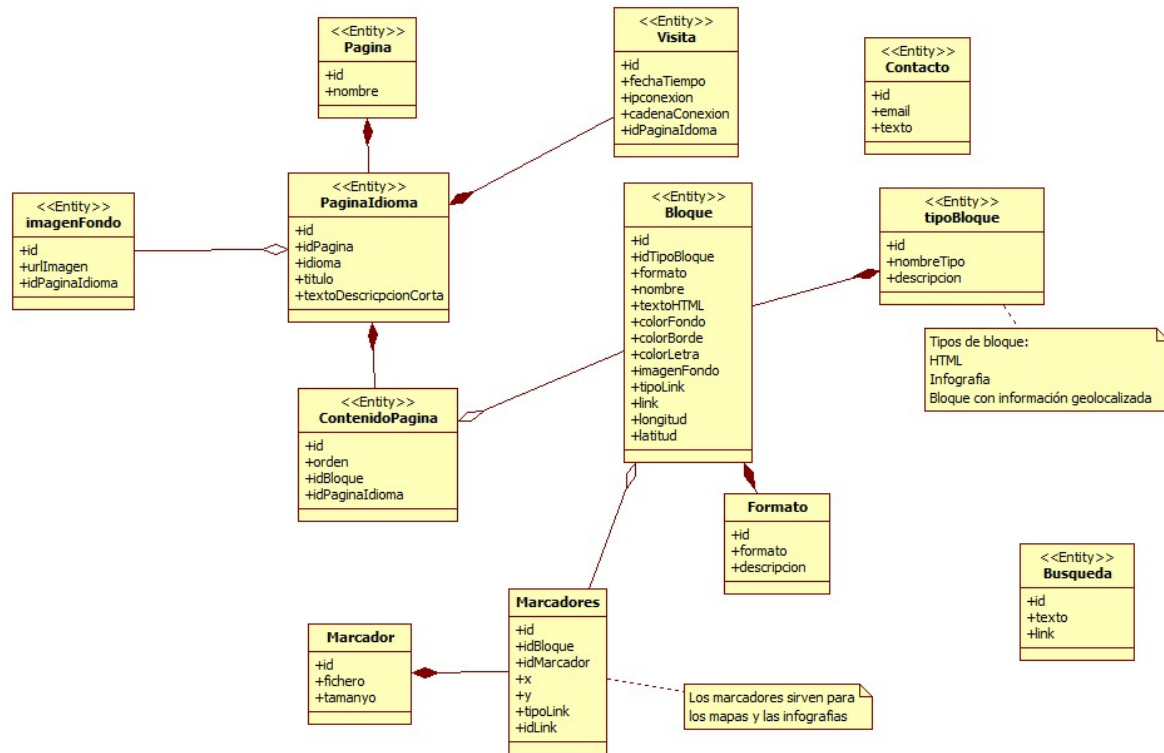 <<Entity>>
Pagina
+id
+nombre
<<Entity>>
Visita
+id
+fechaTiempo
+ipconexion
+cadenaConexion
+idPaginaIdoma
<<Entity>>
Contacto
+id
+email
+texto
<<Entity>>
imagenFondo
+id
+urlImagen
+idPaginaIdioma
<<Entity>>
PaginaIdioma
+id
+idPagina
+idioma
+titulo
+textoDescricpcionCorta
<<Entity>>
Bloque
+id
+idTipoBloque
+formato
+nombre
+textoHTML
+colorFondo
+colorBorde
+colorLetra
+imagenFondo
+tipoLink
+link
+longitud
+latitud
<<Entity>>
tipoBloque
+id
+nombreTipo
+descripcion
Tipos de bloque:
HTML
Infografia
Bloque con información geolocalizada
<<Entity>>
ContenidoPagina
+id
+orden
+idBloque
+idPaginaIdioma
Formato
+id
+formato
+descripcion
<<Entity>>
Busqueda
+id
+texto
+link
Marcador
+id
+fichero
+tamanyo
Marcadores
+id
+idBloque
+idMarcador
+x
+y
+tipoLink
+idLink
Los marcadores sirven para
los mapas y las infografias